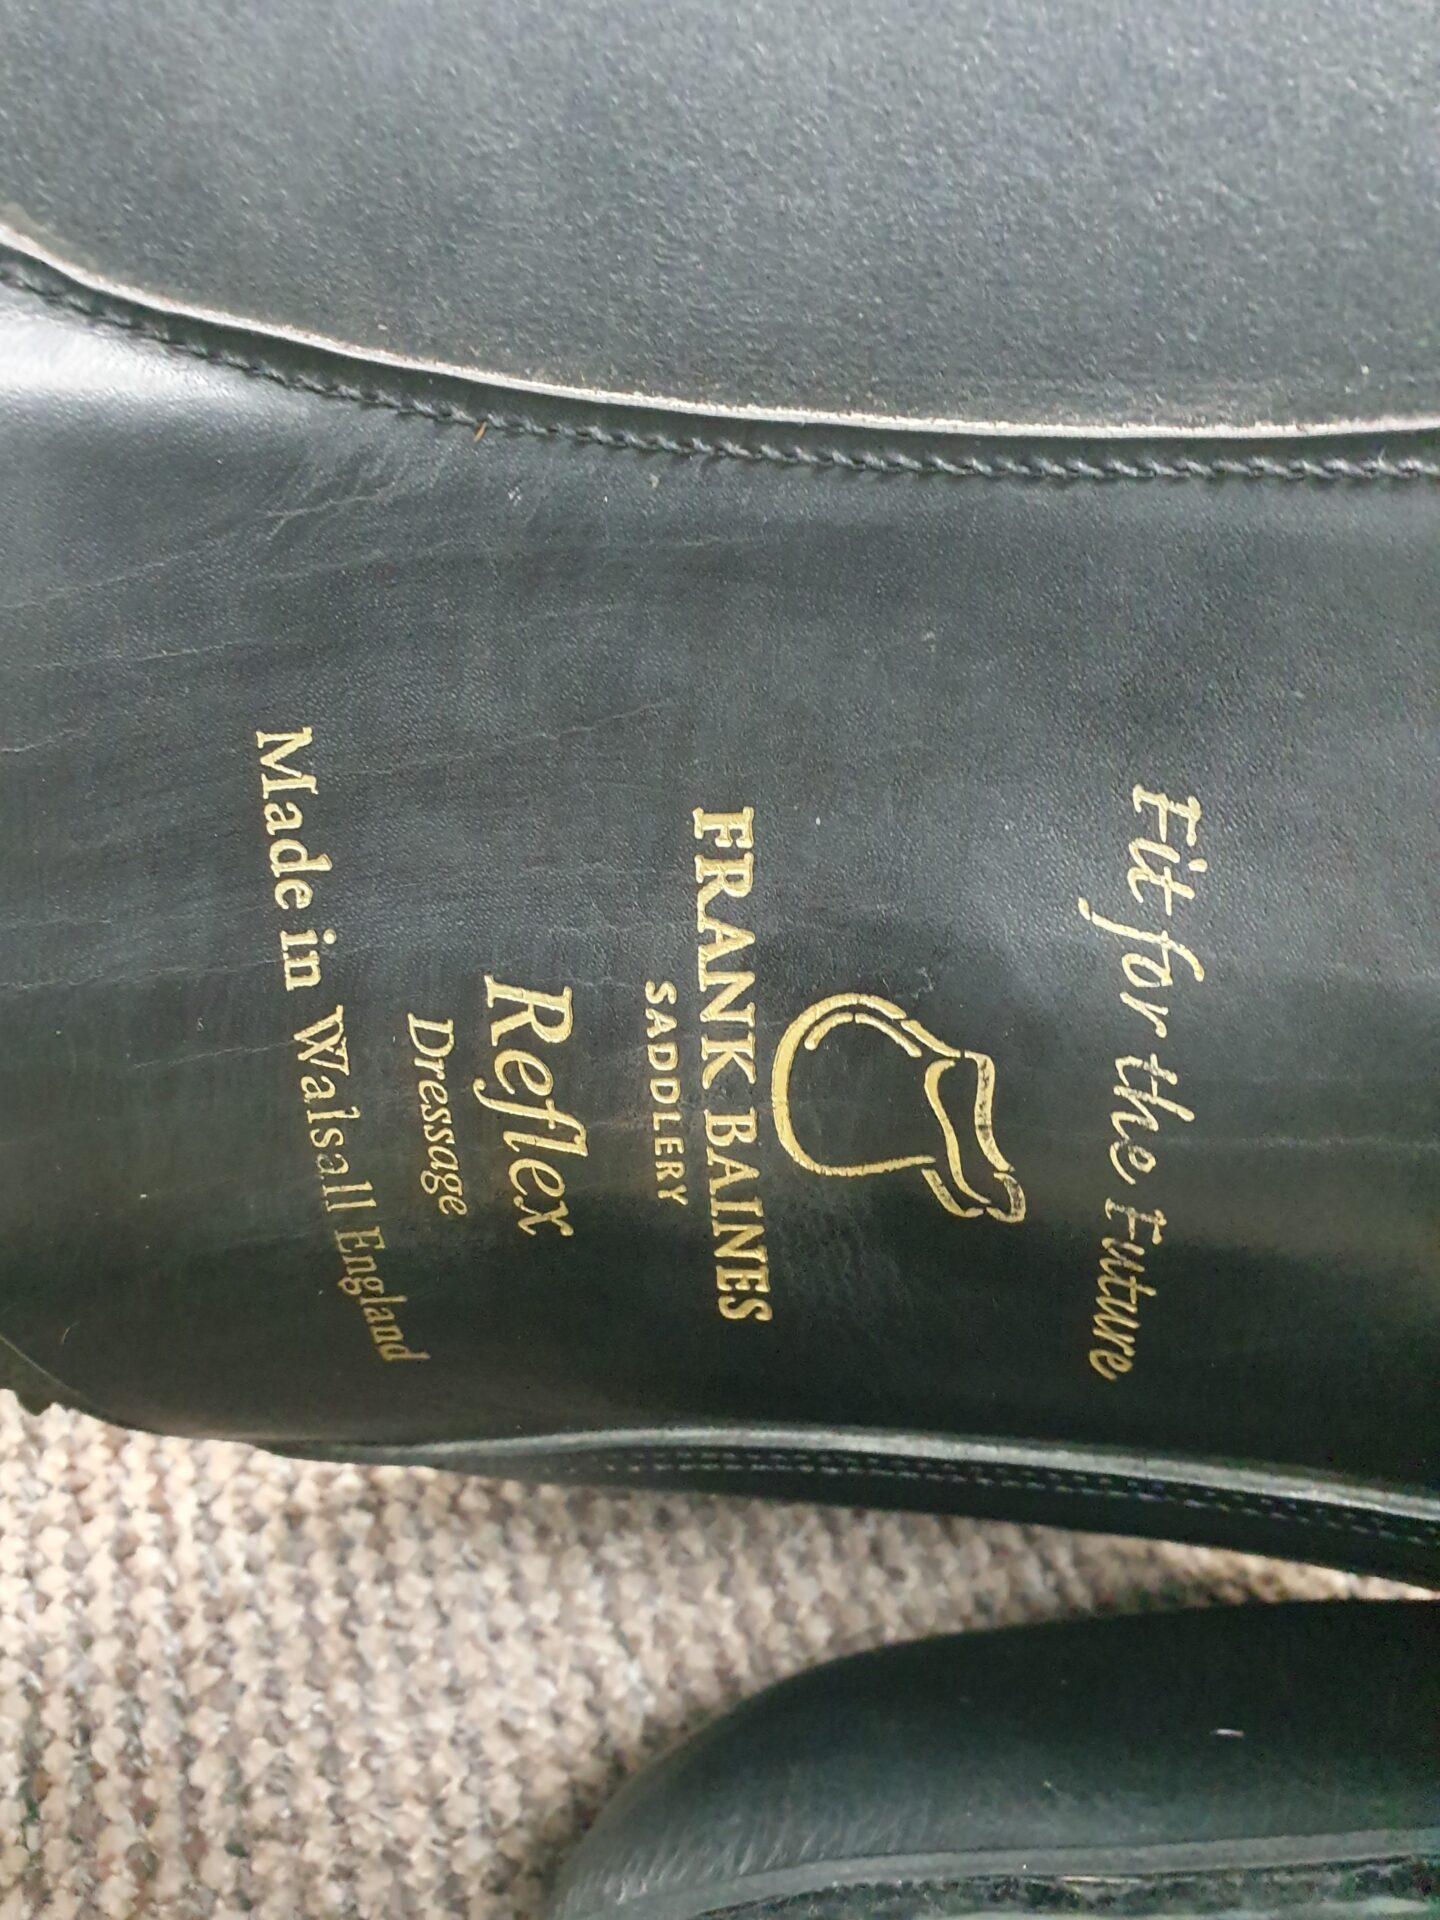 Fit for the Future
FRANK BAINES
SADDLERY
Reflex
Dressage
Made in Walsall England